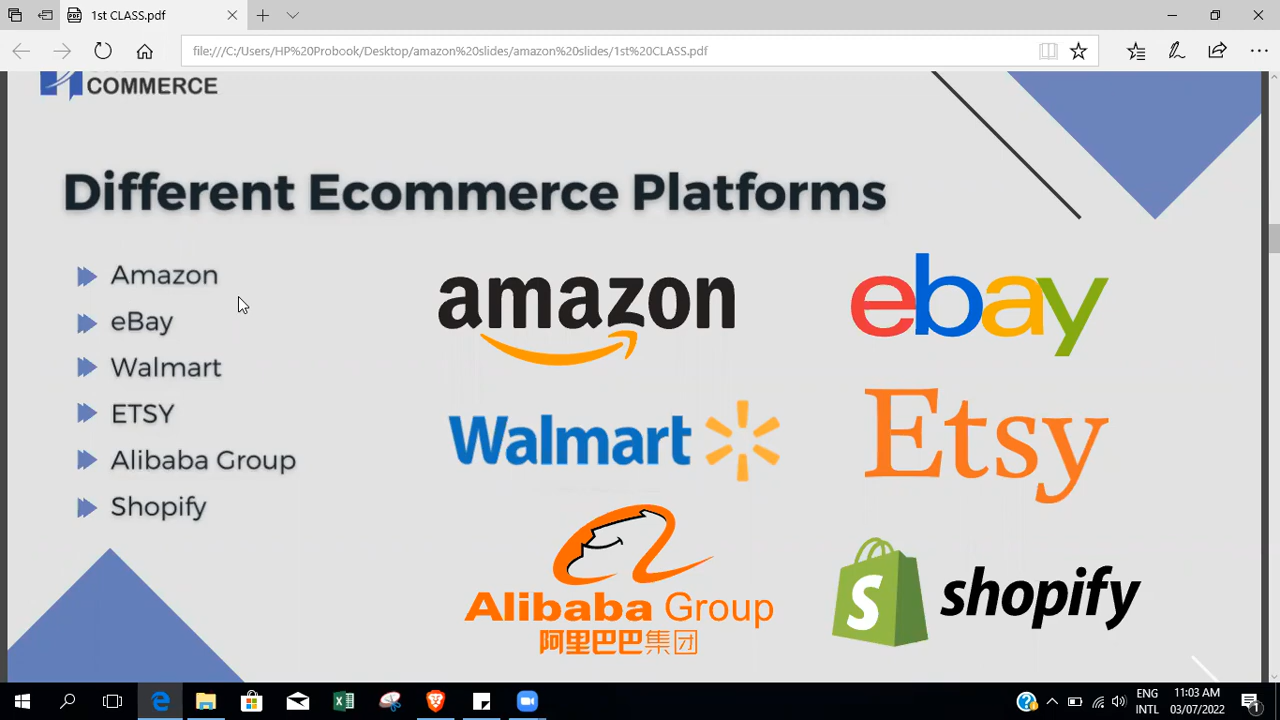 1st CLASS.pdf
file:///C:/Users/HP%20Probook/Desktop/amazon%20slides/amazon%20slides/1st%20CLASS.pdf
COMMERCE
Different Ecommerce Platforms
Amazon
eBay
Walmart
ETSY
Alibaba Group
Shopify
amazon
ebay
Walmart
Etsy
Alibaba Group
阿里巴巴集团
shopify
ENG
INTL
11:03 AM
03/07/2022